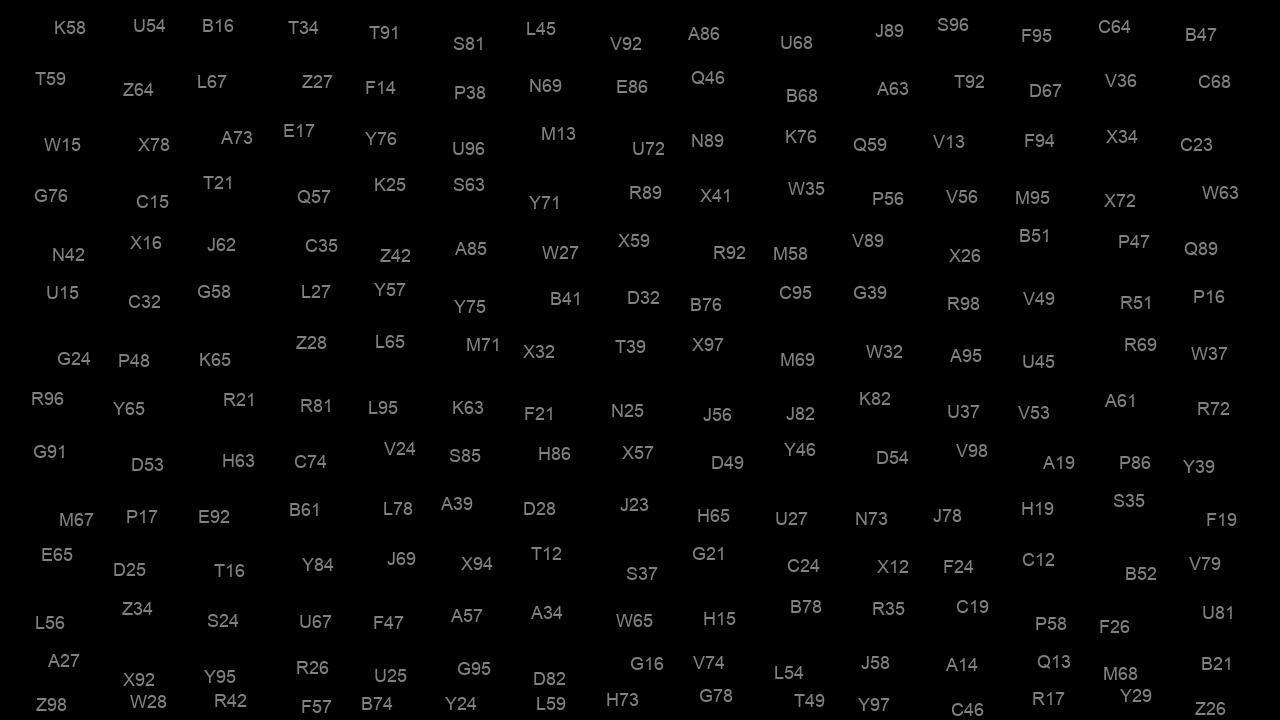 K58 U54 B16 T34 T91 S81 L45 V92 A86 U68 J89 S96 F95 C64 B47
T59 Z64 L67 Z27 F14 P38 N69 E86 Q46 B68 A63 T92 D67 V36 C68
W15 X78 A73 E17 Y76 U96 M13 U72 N89 K76 Q59 V13 F94 X34 C23
G76 C15 T21 Q57 K25 S63 Y71 R89 X41 W35 P56 V56 M95 X72 W63
N42 X16 J62 C35 Z42 A85 W27 X59 R92 M58 V89 X26 B51 P47 Q89
U15 C32 G58 L27 Y57 Y75 B41 D32 B76 C95 G39 R98 V49 R51 P16
G24 P48 K65 Z28 L65 M71 X32 T39 X97 M69 W32 A95 U45 R69 W37
R96 Y65 R21 R81 L95 K63 F21 N25 J56 J82 K82 U37 V53 A61 R72
G91 D53 H63 C74 V24 S85 H86 X57 D49 Y46 D54 V98 A19 P86 Y39
M67 P17 E92 B61 L78 A39 D28 J23 H65 U27 N73 J78 H19 S35 F19
E65 D25 T16 Y84 J69 X94 T12 S37 G21 C24 X12 F24 C12 B52 V79
L56 Z34 S24 U67 F47 A57 A34 W65 H15 B78 R35 C19 P58 F26 U81
A27 X92 Y95 R26 U25 G95 D82 G16 V74 L54 J58 A14 Q13 M68 B21
Z98 W28 R42 F57 B74 Y24 L59 H73 G78 T49 Y97 C46 R17 Y29 Z26